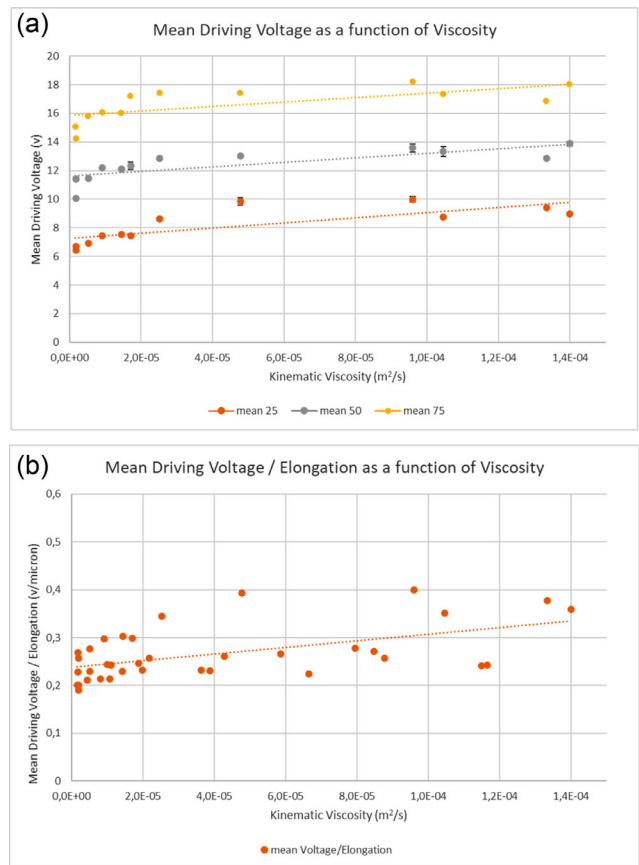 (a)
Mean Driving Voltage as a function of Viscosity
20
18
16
14
12
10
8
6
4
2
0
Mean Driving Voltage (v)
0,0E+00 2,0E-05 4,0E-05 6,0E-05 8,0E-05 1,0E-04 1,2E-04 1,4E-04
Kinematic Viscosity (m²/s)
mean 25 mean 50 mean 75
(b)
Mean Driving Voltage / Elongation as a function of Viscosity
0,6
0,5
0,4
0,3
0,2
0,1
0
Mean Driving Voltage / Elongation (v/micron)
0,0E+00 2,0E-05 4,0E-05 6,0E-05 8,0E-05 1,0E-04 1,2E-04 1,4E-04
Kinematic Viscosity (m²/s)
mean Voltage/Elongation